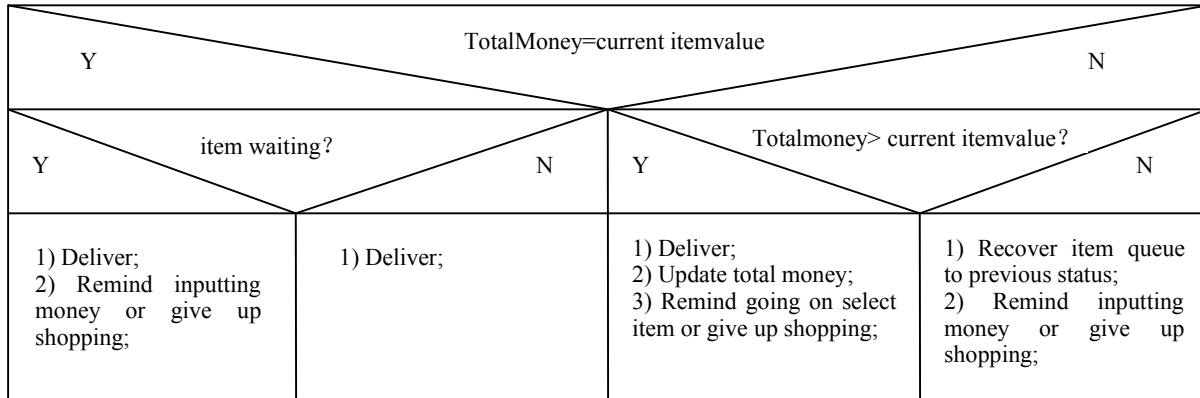 TotalMoney=current itemvalue
Y
N
item waiting？
Totalmoney> current itemvalue？
Y
N
Y
N
1) Deliver;
2) Remind inputting
money or give up
shopping;
1) Deliver;
1) Deliver;
2) Update total money;
3) Remind going on select
item or give up shopping;
1) Recover item queue
to previous status;
2) Remind inputting
money or give up
shopping;